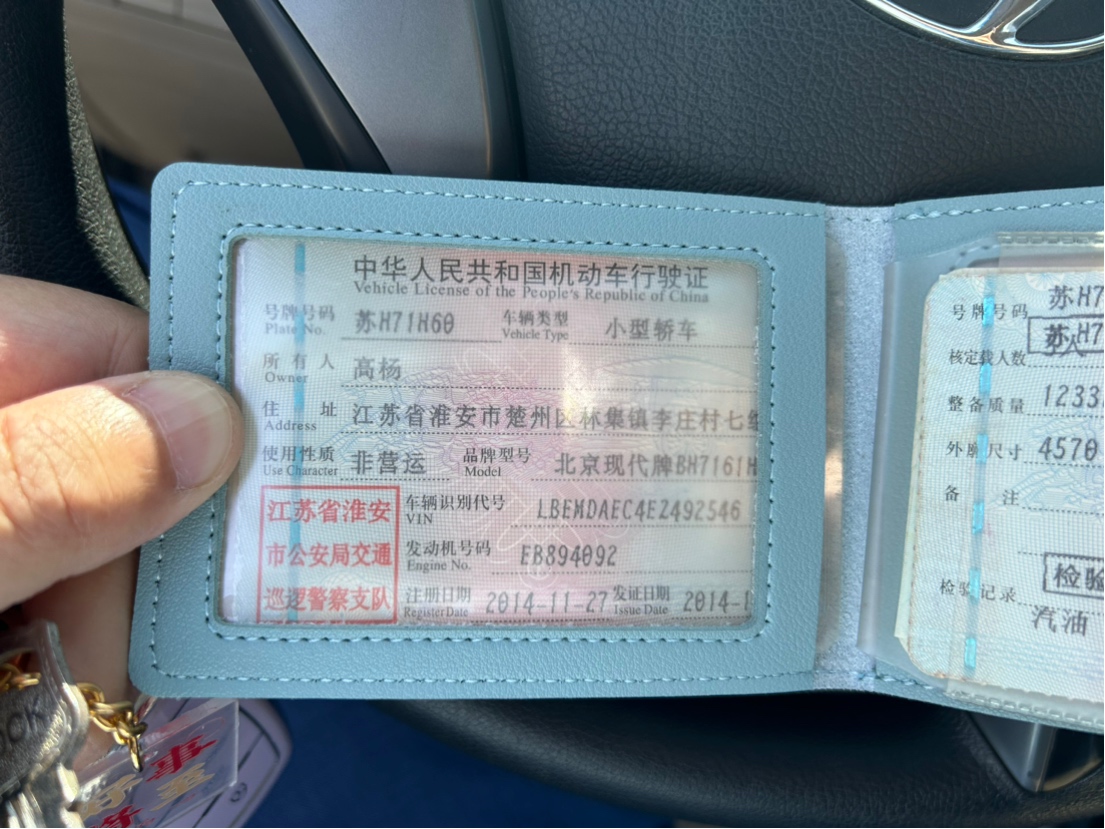 中华人民共和国机动车行驶证
Vehicle License of the People's Republic of China
号牌号码 苏H71H60 车辆类型 小型轿车
Plate No. Vehicle Type
所有人 高杨
Owner
住址 江苏省淮安市楚州区林集镇李庄村七
Address
使用性质 非营运 品牌型号 北京现代牌BH7161H
Use Character Model
江苏省淮安
市公安局交通
巡逻警察支队
车辆识别代号 LBEMDAEC4EZ492546
VIN
发动机号码 EB894092
Engine No.
注册日期 2014-11-27 发证日期 2014-1
Register Date Issue Date
号牌号码 苏H7
苏H7
核定载人数
整备质量 1233
外廓尺寸 4570
备注
检验
检验记录
汽油
OCK
事